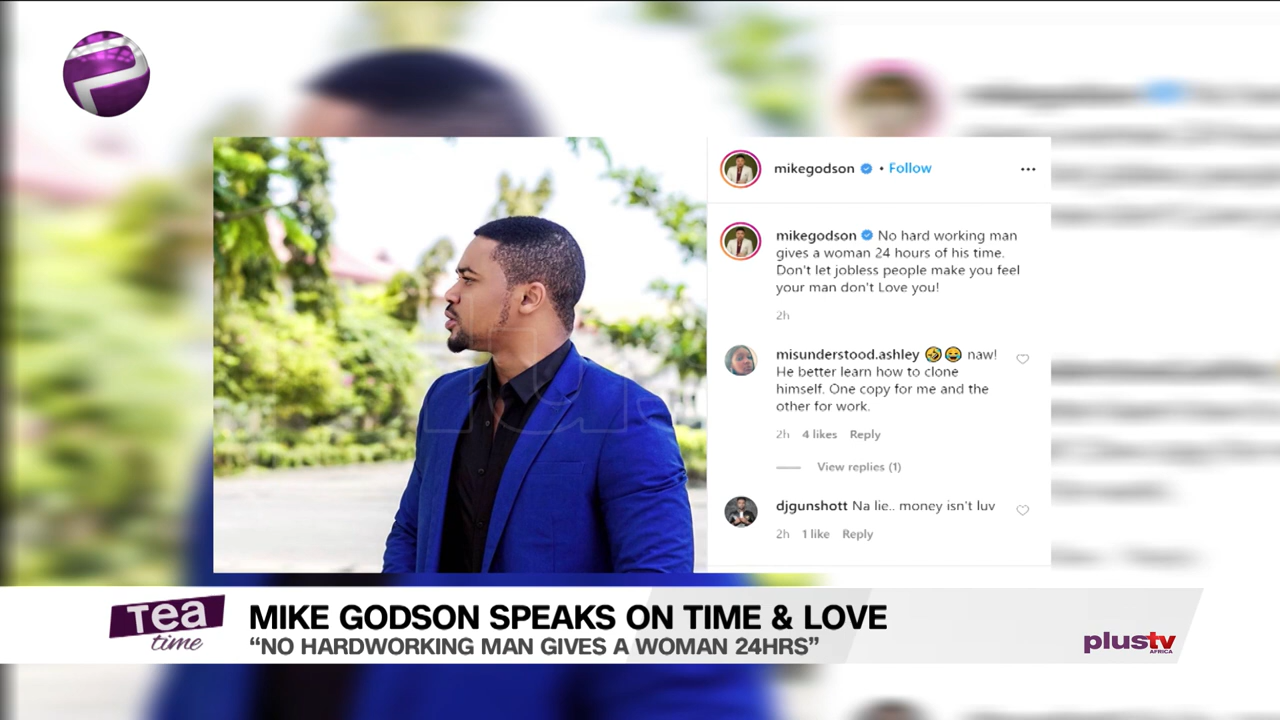 mikegodson • Follow
mikegodson No hard working man
gives a woman 24 hours of his time.
Don't let jobless people make you feel
your man don't Love you!
2h
misunderstood.ashley 🤣😂 naw!
He better learn how to clone
himself. One copy for me and the
other for work.
2h 4 likes Reply
View replies (1)
djgunshott Na lie.. money isn't luv
2h 1 like Reply
Tea
time
MIKE GODSON SPEAKS ON TIME & LOVE
“NO HARDWORKING MAN GIVES A WOMAN 24HRS”
plustv
AFRICA